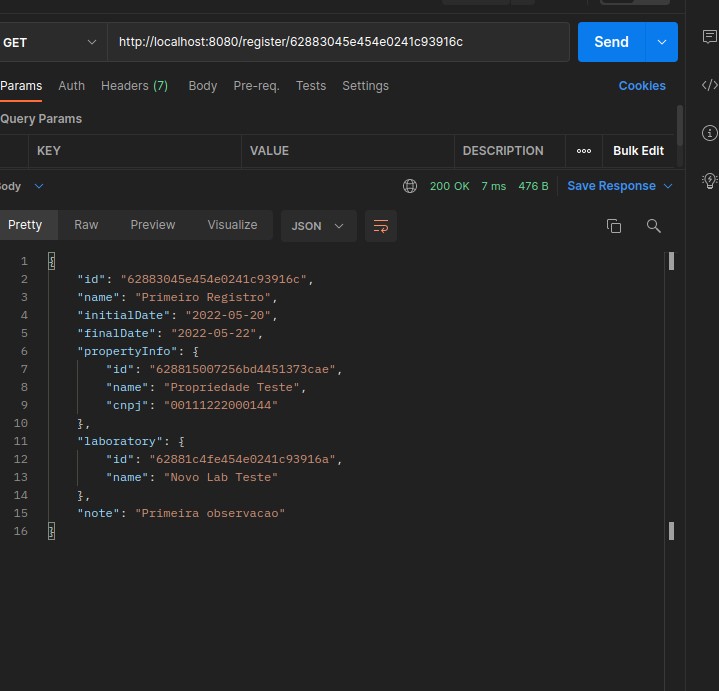 GET http://localhost:8080/register/62883045e454e0241c93916c Send
Params Auth Headers (7) Body Pre-req. Tests Settings Cookies
Query Params
KEY VALUE DESCRIPTION ooo Bulk Edit
ody 200 OK 7 ms 476 B Save Response
Pretty Raw Preview Visualize JSON
1 {
2 "id": "62883045e454e0241c93916c",
3 "name": "Primeiro Registro",
4 "initialDate": "2022-05-20",
5 "finalDate": "2022-05-22",
6 "propertyInfo": {
7 "id": "628815007256bd4451373cae",
8 "name": "Propriedade Teste",
9 "cnpj": "00111222000144"
10 },
11 "laboratory": {
12 "id": "62881c4fe454e0241c93916a",
13 "name": "Novo Lab Teste"
14 },
15 "note": "Primeira observacao"
16 }